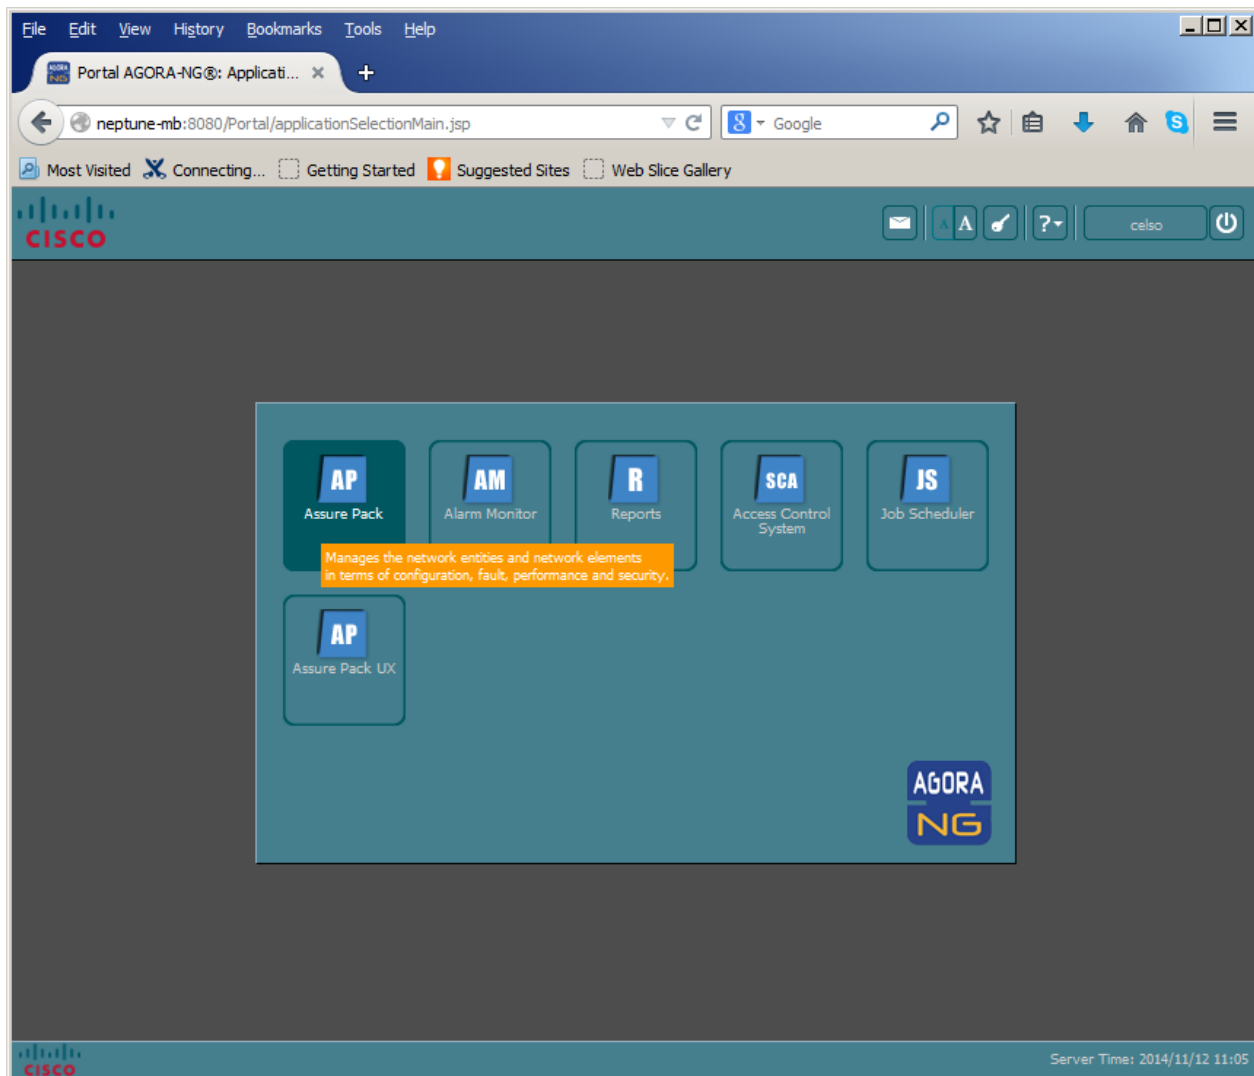 File Edit View History Bookmarks Tools Help
Portal AGORA-NG®: Applicati...
neptune-mb:8080/Portal/applicationSelectionMain.jsp
Google
Most Visited Connecting... Getting Started Suggested Sites Web Slice Gallery
CISCO
A A ? celso
AP AM R SCA JS
Assure Pack Alarm Monitor Reports Access Control Job Scheduler
System
Manages the network entities and network elements
in terms of configuration, fault, performance and security.
AP
Assure Pack UX
AGORA
NG
CISCO
Server Time: 2014/11/12 11:05